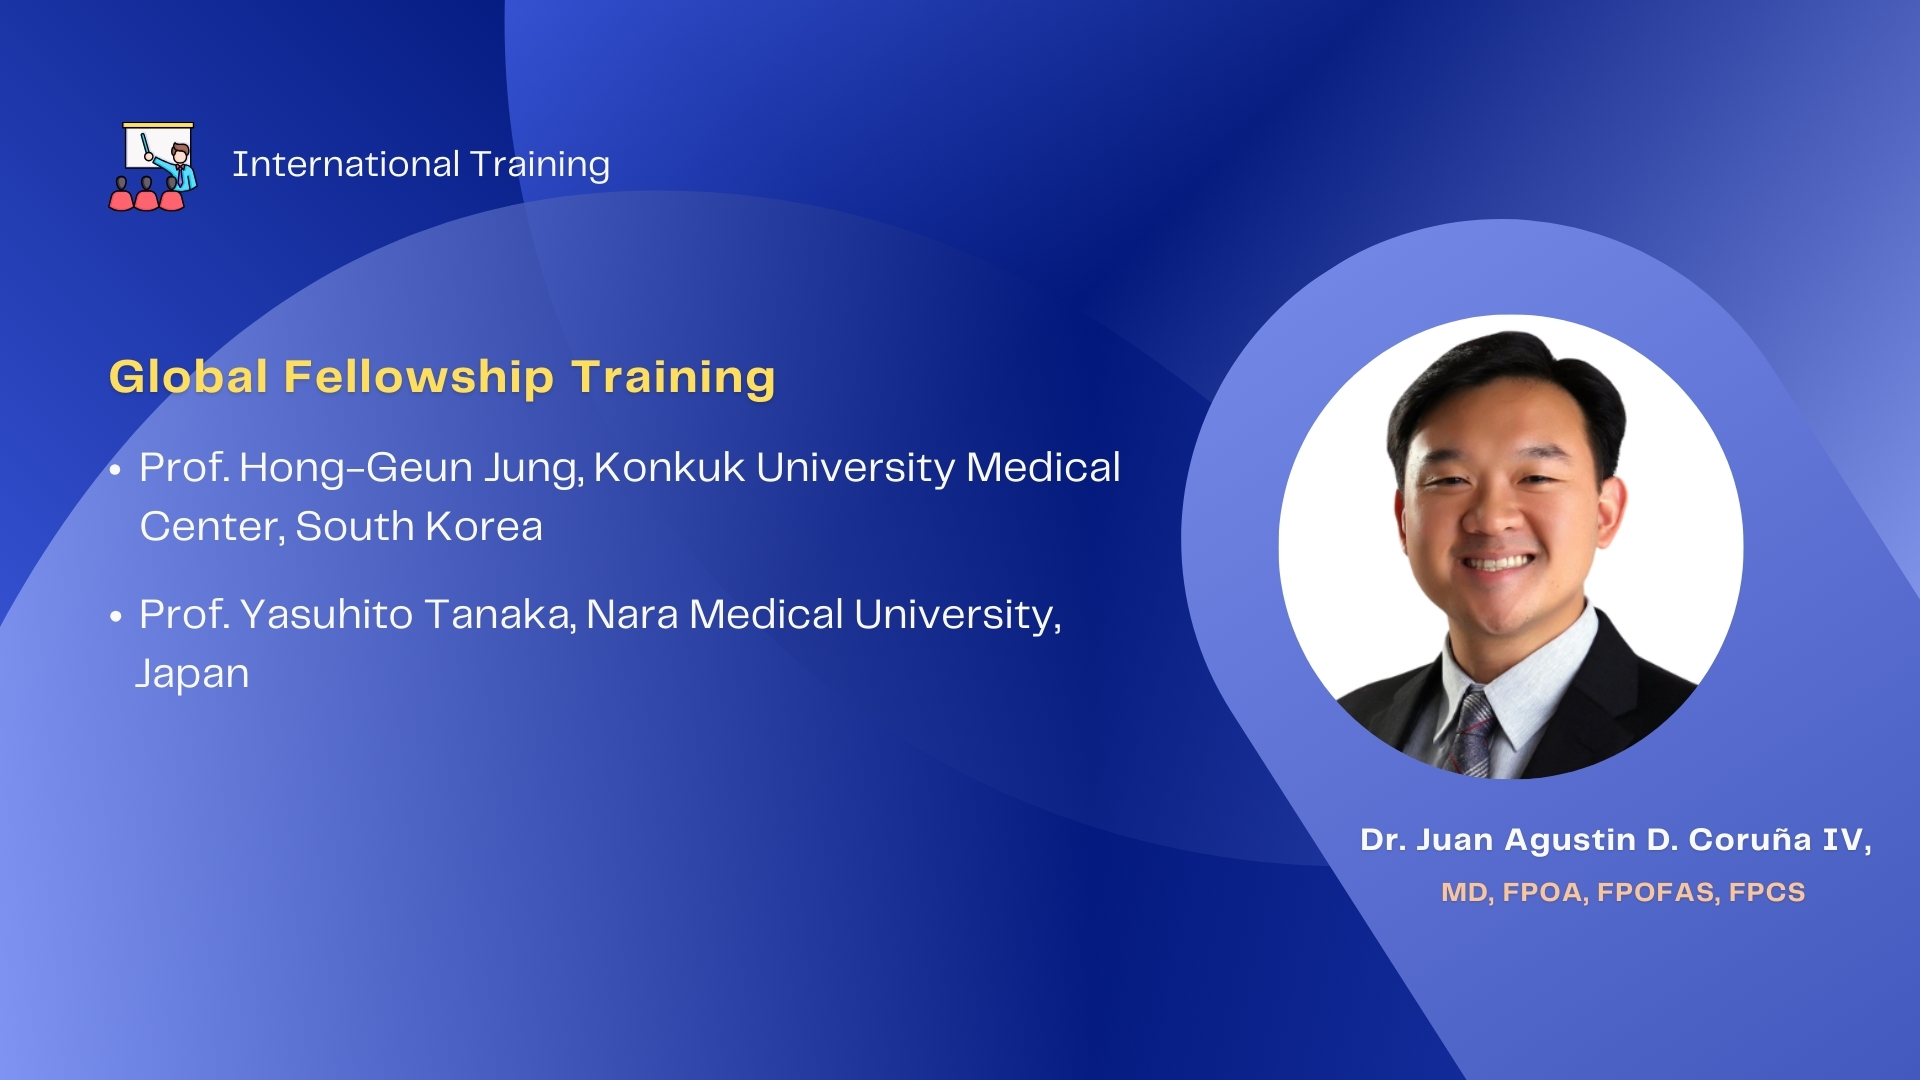 International Training
Global Fellowship Training
• Prof. Hong-Geun Jung, Konkuk University Medical
Center, South Korea
• Prof. Yasuhito Tanaka, Nara Medical University,
Japan
Dr. Juan Agustin D. Coruña IV,
MD, FPOA, FPOFAS, FPCS